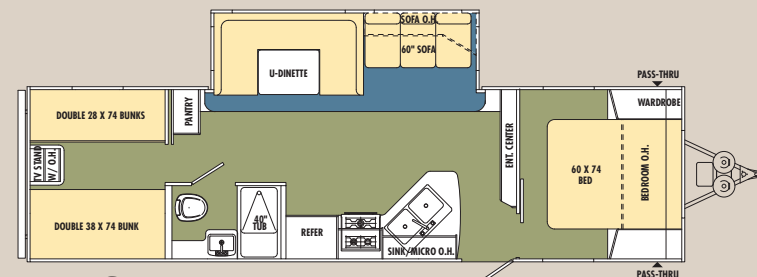 SOFA O.H.
60" SOFA
U-DINETTE
PASS-THRU
DOUBLE 28 X 74 BUNKS
PANTRY
WARDROBE
ENT. CENTER
TV STAND
W/ O.H.
60 X 74
BED
BEDROOM O.H.
DOUBLE 38 X 74 BUNK
40"
TUB
REFER
SINK/MICRO O.H.
PASS-THRU